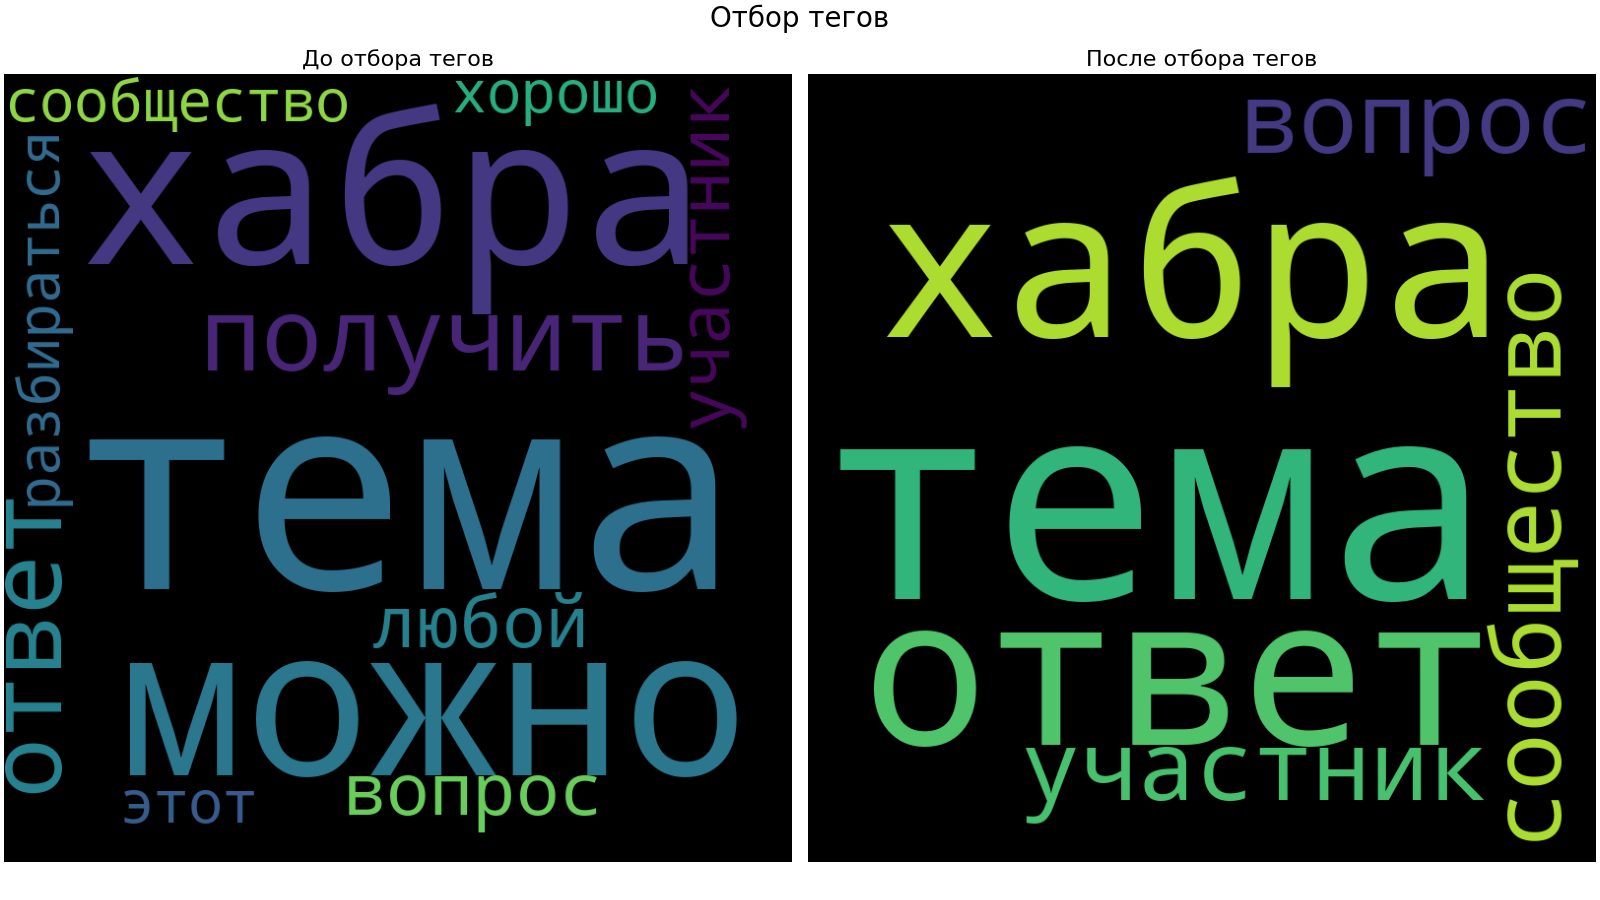 Отбор тегов
До отбора тегов
сообщество
хорошо
хабра
участник
разбираться
получить
тема
ответ
любой
можно
этот
вопрос
После отбора тегов
вопрос
хабра
сообщество
тема
ответ
участник